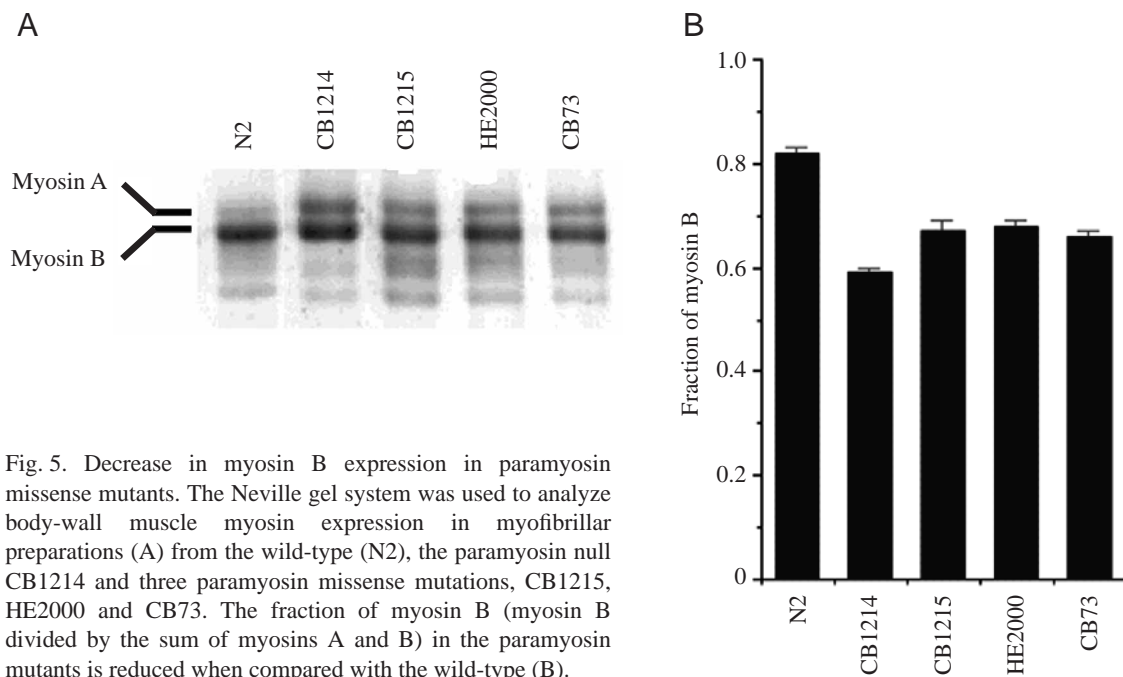 A
N2
CB1214
CB1215
HE2000
CB73
Myosin A
Myosin B
Fig. 5. Decrease in myosin B expression in paramyosin
missense mutants. The Neville gel system was used to analyze
body-wall muscle myosin expression in myofibrillar
preparations (A) from the wild-type (N2), the paramyosin null
CB1214 and three paramyosin missense mutations, CB1215,
HE2000 and CB73. The fraction of myosin B (myosin B
divided by the sum of myosins A and B) in the paramyosin
mutants is reduced when compared with the wild-type (B).
B
Fraction of myosin B
1.0
0.8
0.6
0.4
0.2
0
N2
CB1214
CB1215
HE2000
CB73